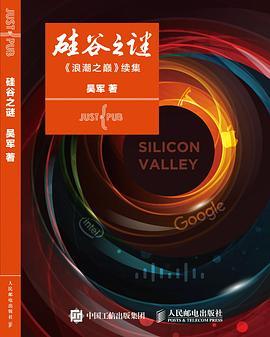 JUST PUB
硅谷之谜
吴军 著
人民邮电出版社
硅谷之谜
《浪潮之巅》续集
吴军 著
JUST PUB
SILICON
VALLEY
intel
Google
中国工信出版集团
人民邮电出版社
POSTS & TELECOM PRESS